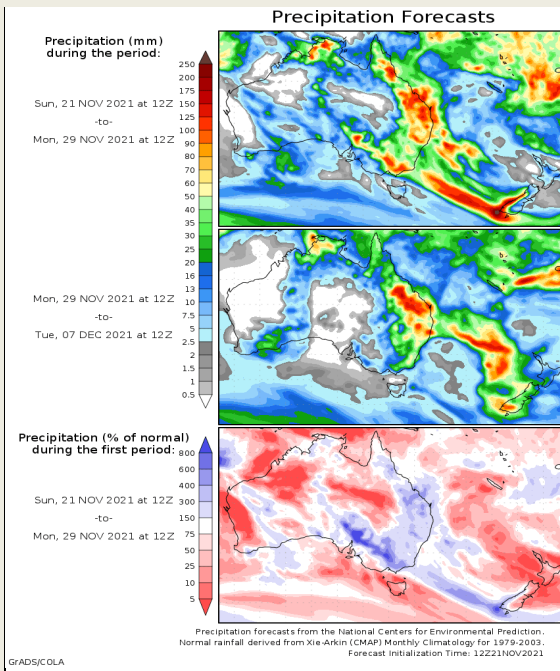 Precipitation Forecasts
Precipitation (mm)
during the period:
Sun, 21 NOV 2021 at 12Z
-to-
Mon, 29 NOV 2021 at 12Z
250
200
175
150
125
100
90
80
70
60
50
40
35
30
25
20
16
13
10
7.5
5
2.5
2
1.5
1
0.5
Mon, 29 NOV 2021 at 12Z
-to-
Tue, 07 DEC 2021 at 12Z
Precipitation (% of normal)
during the first period:
Sun, 21 NOV 2021 at 12Z
-to-
Mon, 29 NOV 2021 at 12Z
800
600
400
300
150
75
50
25
10
5
Precipitation forecasts from the National Centers for Environmental Prediction.
Normal rainfall derived from Xie-Arkin (CMAP) Monthly Climatology for 1979-2003.
Forecast Initialization Time: 12Z21NOV2021
GrADS/COLA